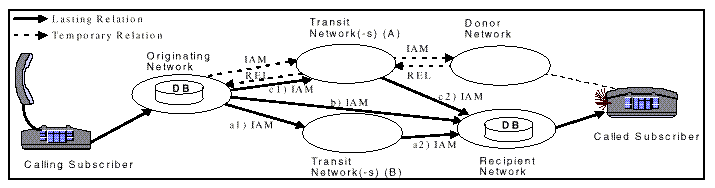 Lasting Relation
Temporary Relation
Transit
Network(-s) (A)
Donor
Network
Originating
Network
IAM
IAM
REL
REL
DB
c1) IAM
c2) IAM
b) IAM
a1) IAM
a2) IAM
DB
Calling Subscriber
Called Subscriber
Transit
Network(-s) (B)
Recipient
Network